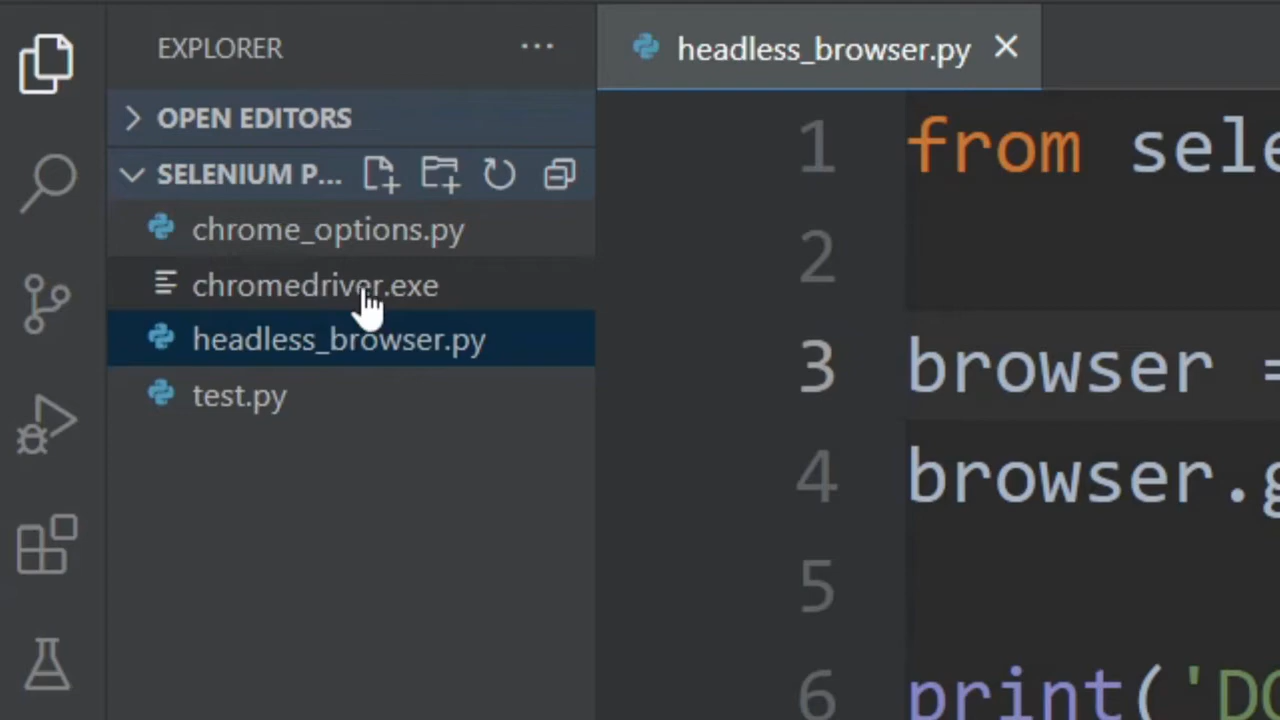 EXPLORER
OPEN EDITORS
SELENIUM P...
chrome_options.py
chromedriver.exe
headless_browser.py
test.py
headless_browser.py
1 from sele
2
3 browser =
4 browser.g
5
6 print('DO